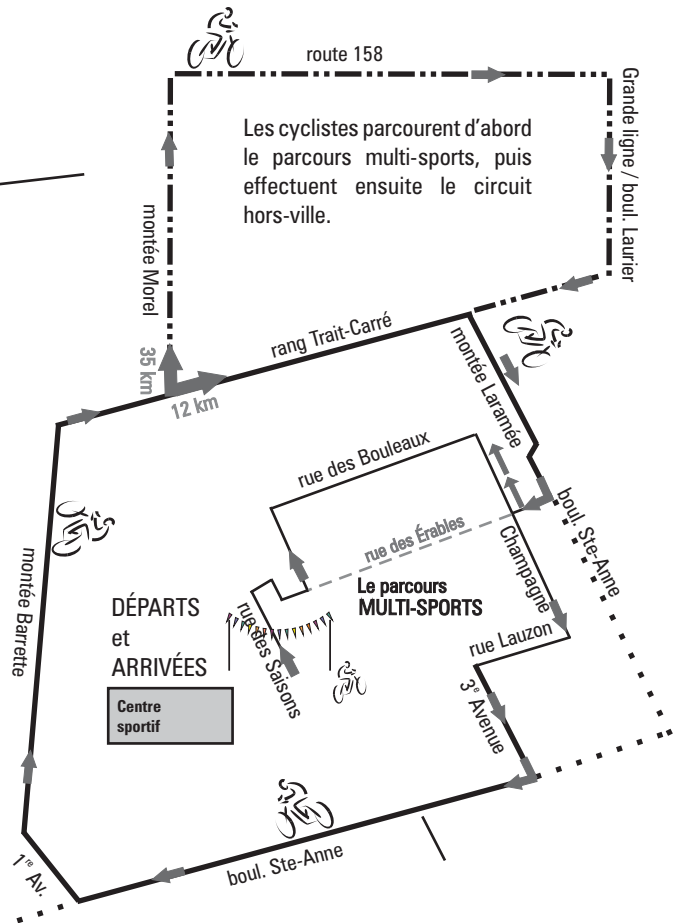 route 158
Grande ligne / boul. Laurier
Les cyclistes parcourent d'abord
le parcours multi-sports, puis
effectuent ensuite le circuit
hors-ville.
montée Morel
rang Trait-Carré
35 km
12 km
montée Laramée
rue des Bouleaux
boul. Ste-Anne
rue des Érables
Champagne
montée Barrette
Le parcours
MULTI-SPORTS
DÉPARTS
et
ARRIVÉES
rue des Saisons
rue Lauzon
3e Avenue
Centre
sportif
boul. Ste-Anne
1re Av.